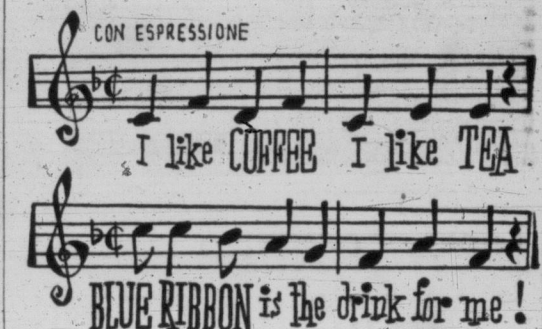 CON ESPRESSIONE
I like COFFEE I like TEA
BLUE RIBBON is the drink for me!